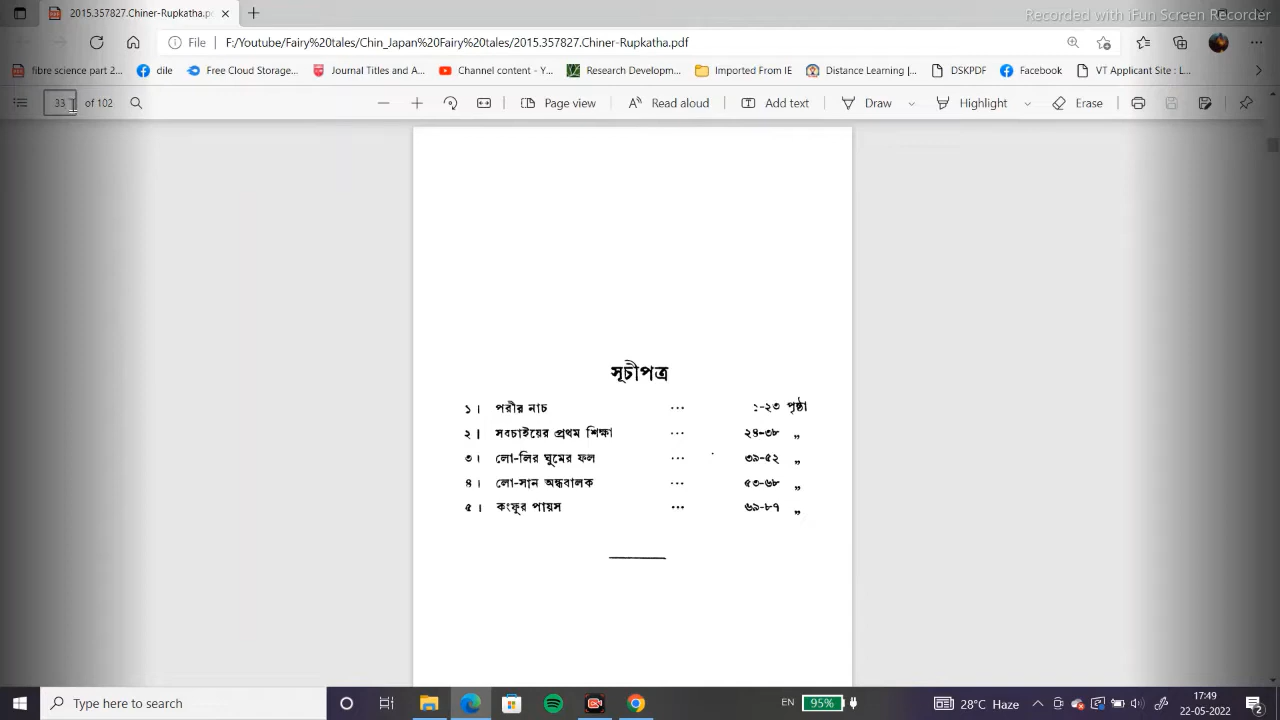 2015.357827.Chiner-Rupkatha.pd
Recorded with iFun Screen Recorder
File F:/Youtube/Fairy%20tales/Chin_Japan%20Fairy%20tales/2015.357827.Chiner-Rupkatha.pdf
fibre science part 2... dile Free Cloud Storage... Journal Titles and A... Channel content - Y... Research Developm... Imported From IE Distance Learning |... DSKPDF Facebook VT Applicant Site : L...
33 of 102 Page view Read aloud Add text Draw Highlight Erase
সূচীপত্র
১। পরীর নাচ ... ১-২৩ পৃষ্ঠা
২। সবচাইয়ের প্রথম শিক্ষা ... ২৪-৩৮ „
৩। লো-লির ঘুমের ফল ... ৩৯-৫২ „
৪। লো-সান অন্ধবালক ... ৫৩-৬৮ „
৫। কংফূর পায়স ... ৬৯-৮৭ „
Type here to search EN 95% 28°C Haze 17:49
22-05-2022 2